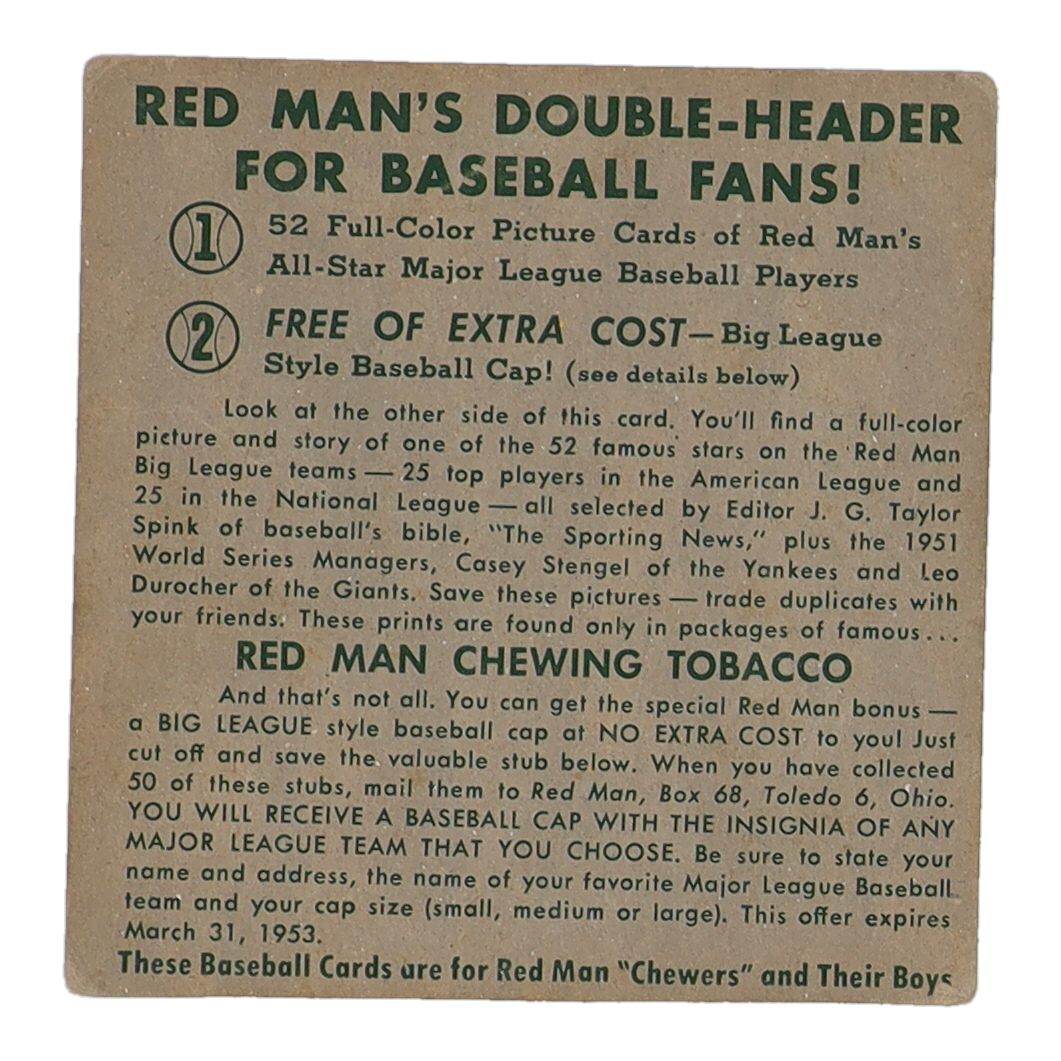 RED MAN'S DOUBLE-HEADER
FOR BASEBALL FANS!
1 52 Full-Color Picture Cards of Red Man's
All-Star Major League Baseball Players
2 FREE OF EXTRA COST—Big League
Style Baseball Cap! (see details below)
Look at the other side of this card. You'll find a full-color
picture and story of one of the 52 famous stars on the Red Man
Big League teams — 25 top players in the American League and
25 in the National League — all selected by Editor J. G. Taylor
Spink of baseball's bible, "The Sporting News," plus the 1951
World Series Managers, Casey Stengel of the Yankees and Leo
Durocher of the Giants. Save these pictures — trade duplicates with
your friends. These prints are found only in packages of famous...
RED MAN CHEWING TOBACCO
And that's not all. You can get the special Red Man bonus —
a BIG LEAGUE style baseball cap at NO EXTRA COST to you! Just
cut off and save the valuable stub below. When you have collected
50 of these stubs, mail them to Red Man, Box 68, Toledo 6, Ohio.
YOU WILL RECEIVE A BASEBALL CAP WITH THE INSIGNIA OF ANY
MAJOR LEAGUE TEAM THAT YOU CHOOSE. Be sure to state your
name and address, the name of your favorite Major League Baseball
team and your cap size (small, medium or large). This offer expires
March 31, 1953.
These Baseball Cards are for Red Man "Chewers" and Their Boys